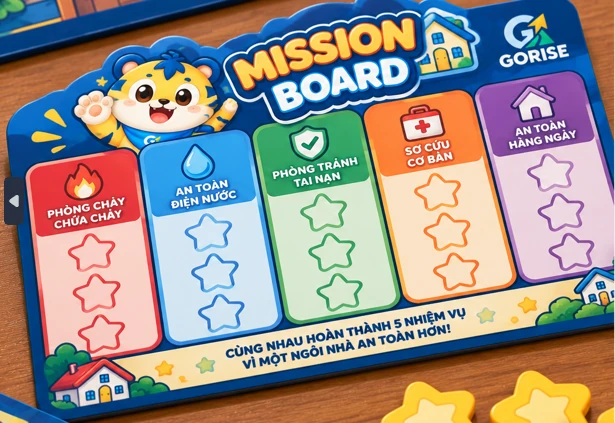 MISSION
BOARD
GORISE
PHÒNG CHÁY
CHỮA CHÁY
AN TOÀN
ĐIỆN NƯỚC
PHÒNG TRÁNH
TAI NẠN
SƠ CỨU
CƠ BẢN
AN TOÀN
HÀNG NGÀY
CÙNG NHAU HOÀN THÀNH 5 NHIỆM VỤ
VÌ MỘT NGÔI NHÀ AN TOÀN HƠN!